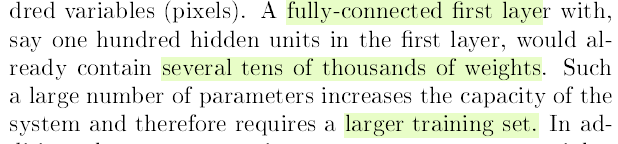 dred variables (pixels). A fully-connected first layer with,
say one hundred hidden units in the first layer, would al-
ready contain several tens of thousands of weights. Such
a large number of parameters increases the capacity of the
system and therefore requires a larger training set. In ad-